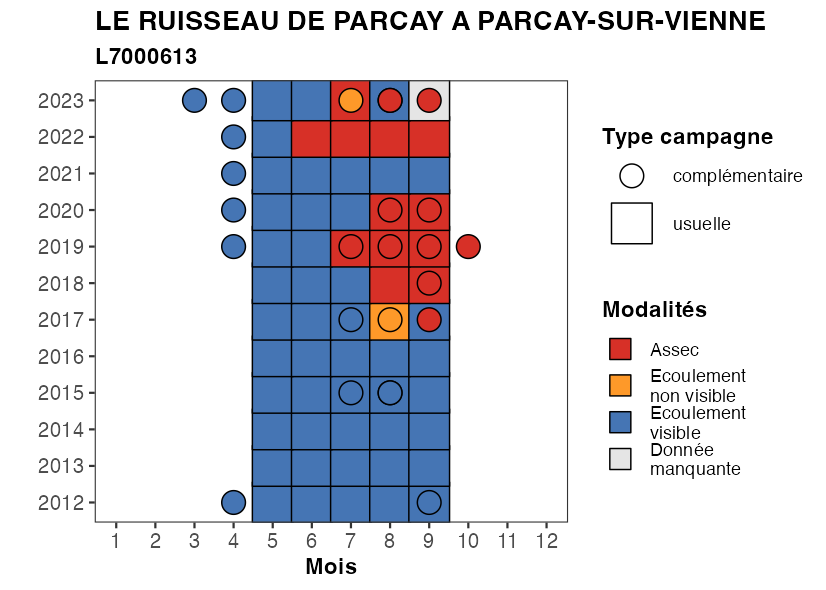 LE RUISSEAU DE PARCAY A PARCAY-SUR-VIENNE
L7000613
2023
2022
2021
2020
2019
2018
2017
2016
2015
2014
2013
2012
1 2 3 4 5 6 7 8 9 10 11 12
Mois
Type campagne
complémentaire
usuelle
Modalités
Assec
Ecoulement
non visible
Ecoulement
visible
Donnée
manquante